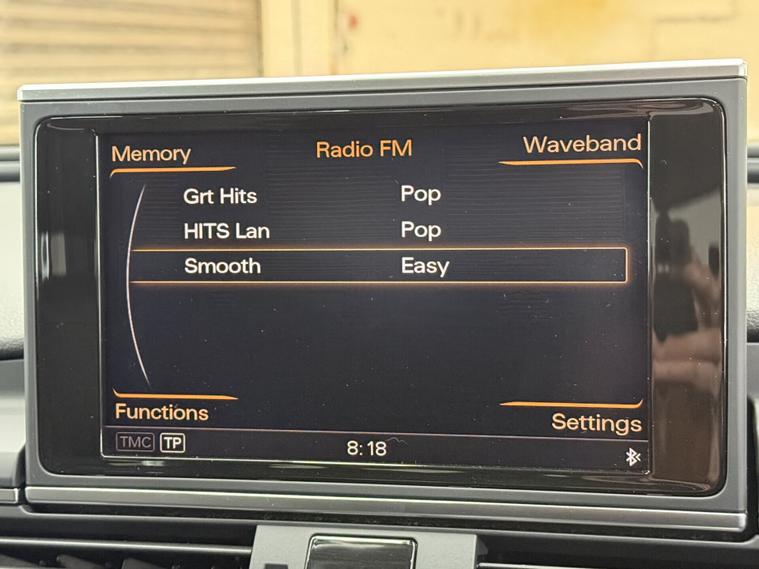 Memory Radio FM Waveband
Grt Hits Pop
HITS Lan Pop
Smooth Easy
Functions Settings
TMC TP 8:18